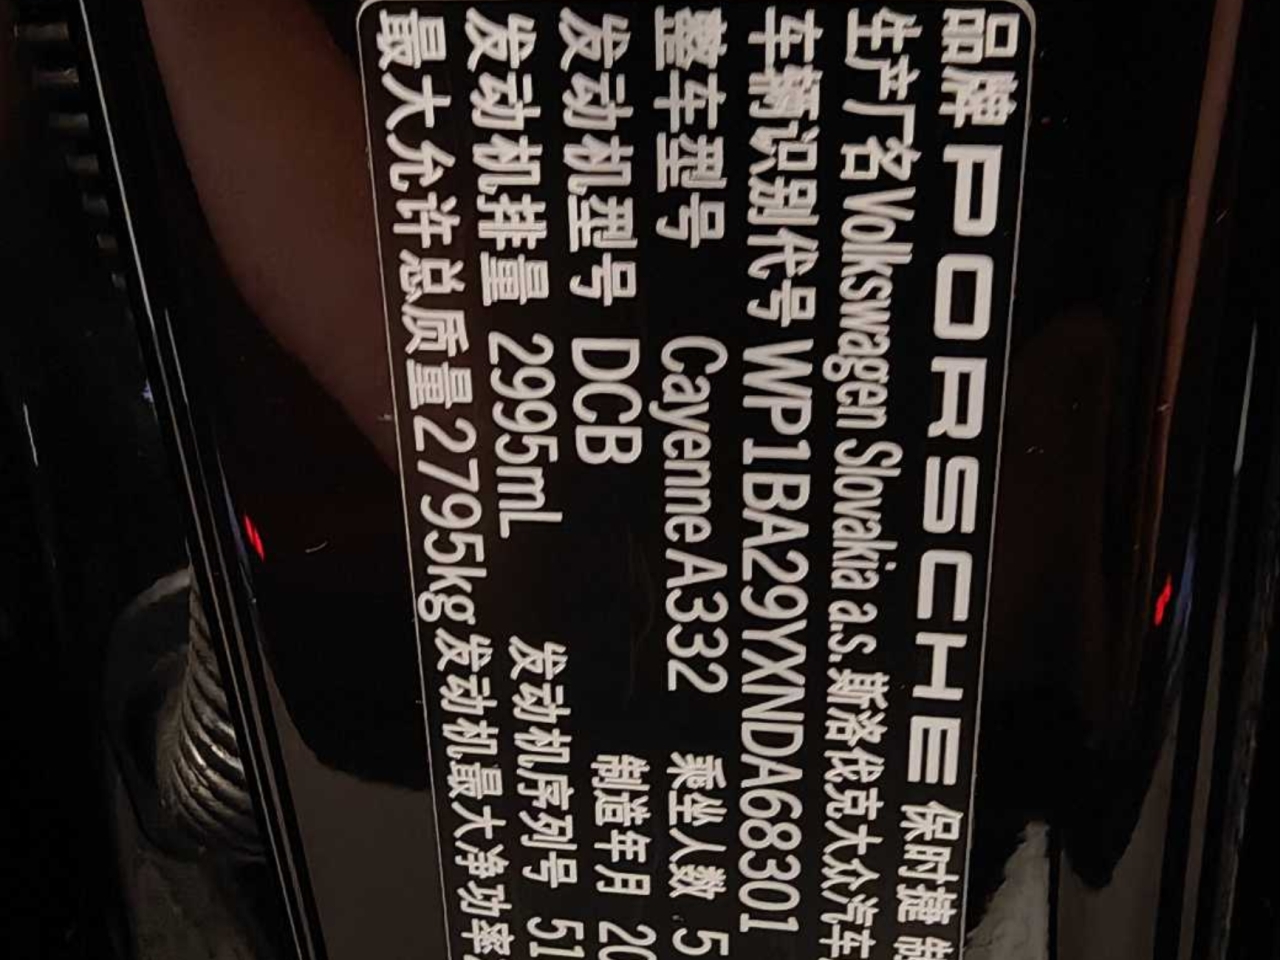 品牌 PORSCHE 保时捷 制
生产厂名 Volkswagen Slovakia a.s. 斯洛伐克大众汽车
车辆识别代号 WP1BA29YXNDA68301
整车型号 Cayenne A332 乘坐人数 5
发动机型号 DCB 制造年月 20
发动机排量 2995mL 发动机序列号 51
最大允许总质量 2795kg 发动机最大净功率